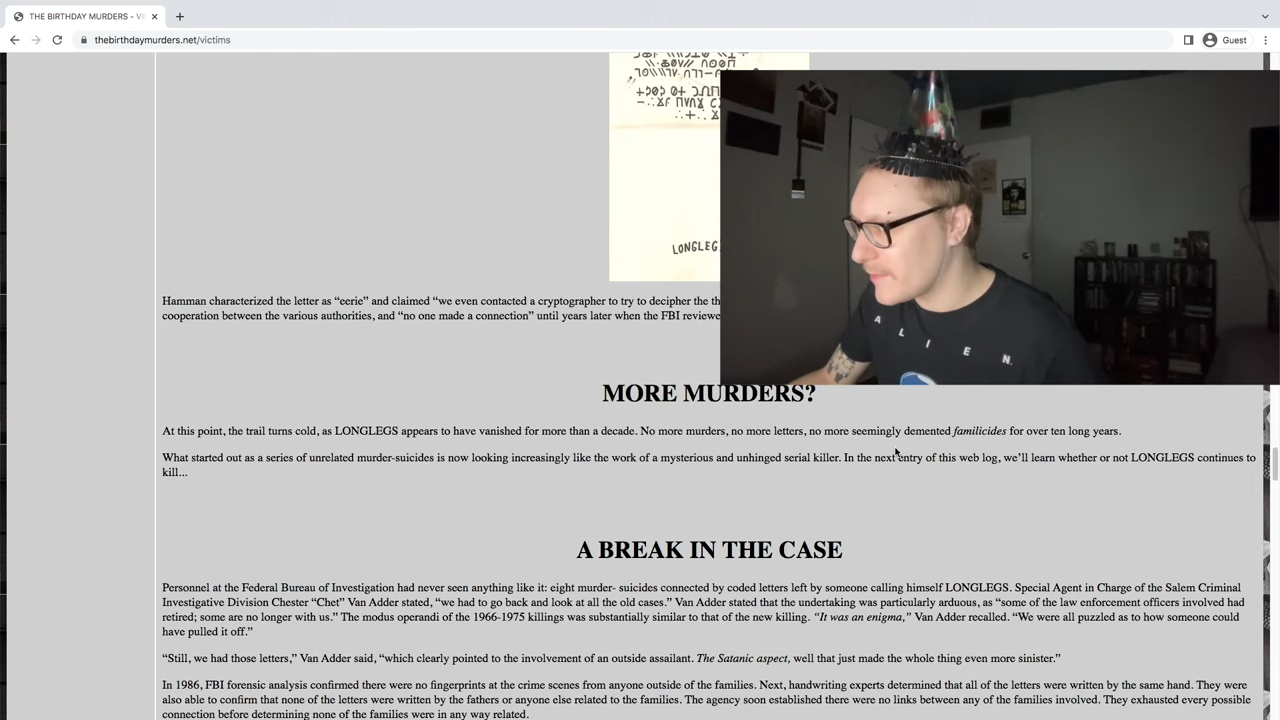 THE BIRTHDAY MURDERS - VI
thebirthdaymurders.net/victims
Guest
LONGLEG
Hamman characterized the letter as “eerie” and claimed “we even contacted a cryptographer to try to decipher the th
cooperation between the various authorities, and “no one made a connection” until years later when the FBI reviewe
A L I E N.
MORE MURDERS?
At this point, the trail turns cold, as LONGLEGS appears to have vanished for more than a decade. No more murders, no more letters, no more seemingly demented familicides for over ten long years.
What started out as a series of unrelated murder-suicides is now looking increasingly like the work of a mysterious and unhinged serial killer. In the next entry of this web log, we’ll learn whether or not LONGLEGS continues to
kill...
A BREAK IN THE CASE
Personnel at the Federal Bureau of Investigation had never seen anything like it: eight murder- suicides connected by coded letters left by someone calling himself LONGLEGS. Special Agent in Charge of the Salem Criminal
Investigative Division Chester “Chet” Van Adder stated, “we had to go back and look at all the old cases.” Van Adder stated that the undertaking was particularly arduous, as “some of the law enforcement officers involved had
retired; some are no longer with us.” The modus operandi of the 1966-1975 killings was substantially similar to that of the new killing. “It was an enigma,” Van Adder recalled. “We were all puzzled as to how someone could
have pulled it off.”
“Still, we had those letters,” Van Adder said, “which clearly pointed to the involvement of an outside assailant. The Satanic aspect, well that just made the whole thing even more sinister.”
In 1986, FBI forensic analysis confirmed there were no fingerprints at the crime scenes from anyone outside of the families. Next, handwriting experts determined that all of the letters were written by the same hand. They were
also able to confirm that none of the letters were written by the fathers or anyone else related to the families. The agency soon established there were no links between any of the families involved. They exhausted every possible
connection before determining none of the families were in any way related.